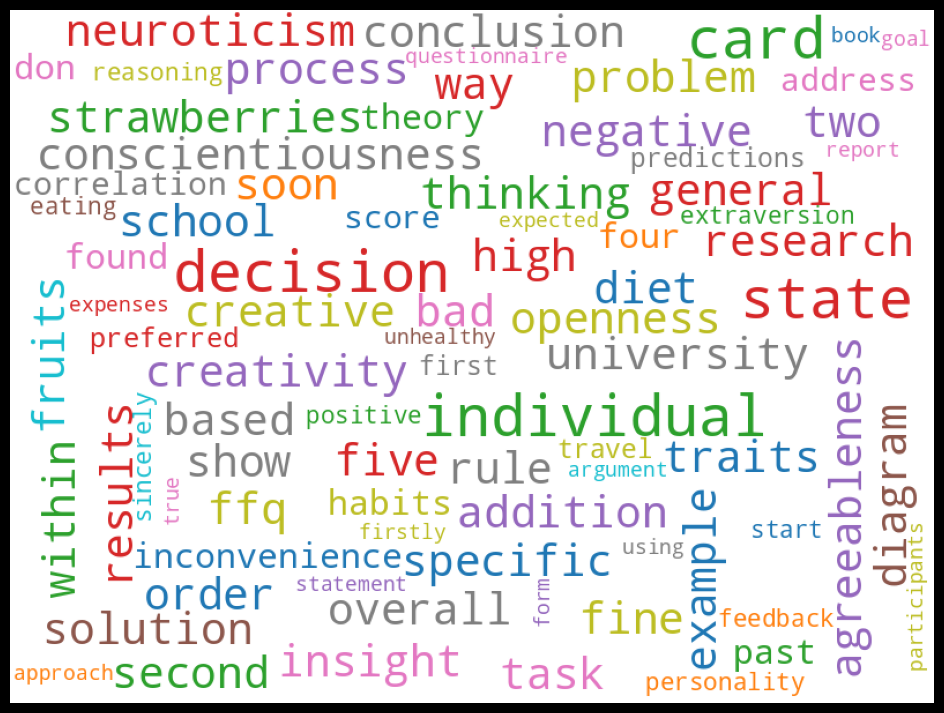 neuroticism conclusion card book goal
don reasoning process questionnaire way problem address
strawberries theory negative two
conscientiousness predictions report
correlation soon thinking general
eating school score expected extraversion
found decision high four research
fruits expenses creative bad diet openness state
preferred unhealthy
creativity first university
results sincerely based positive individual agreeableness
within true show five rule travel argument traits diagram
ffq habits addition example start
firstly
inconvenience specific using
order statement form participants
solution overall fine feedback
approach second insight task past
personality